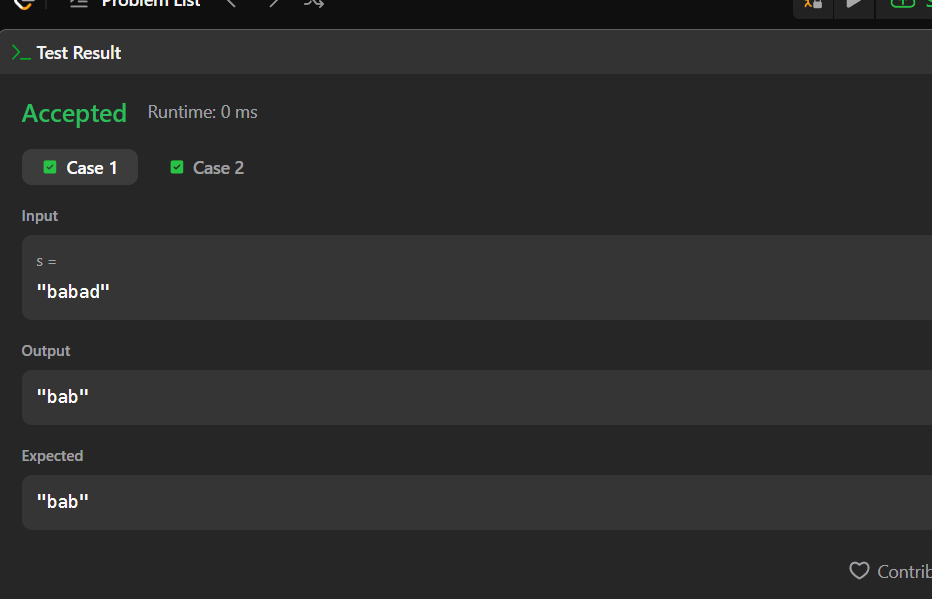 Problem List
Test Result
Accepted Runtime: 0 ms
Case 1 Case 2
Input
s =
"babad"
Output
"bab"
Expected
"bab"